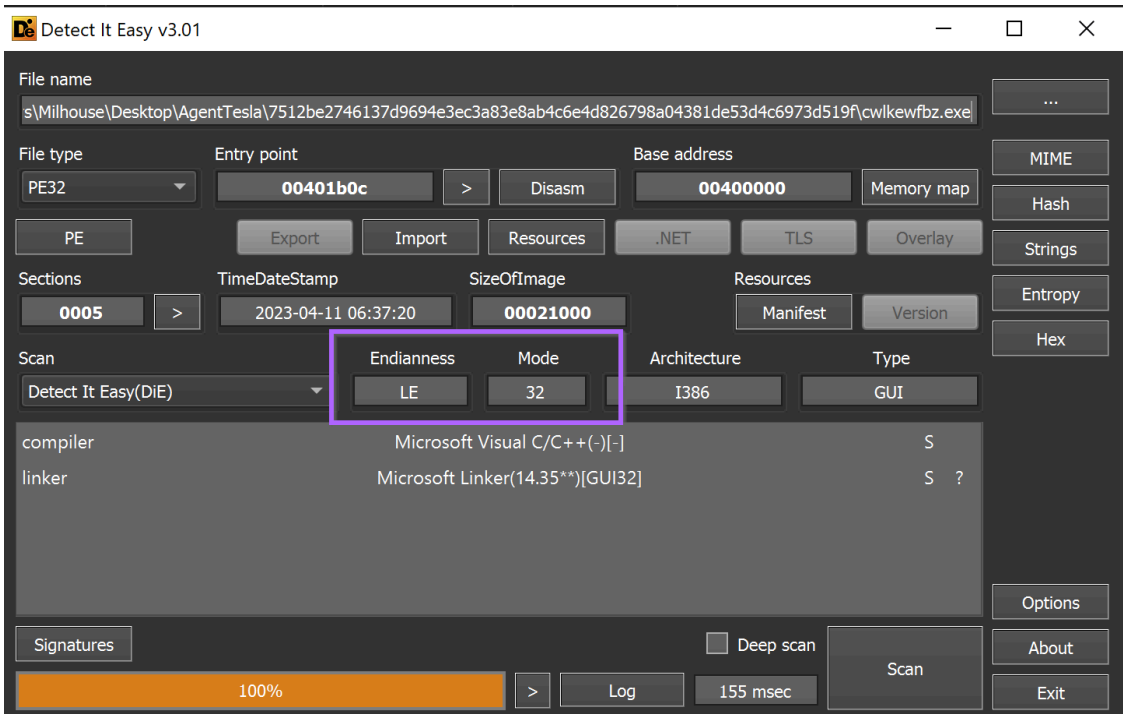 Detect It Easy v3.01
File name
s\Milhouse\Desktop\AgentTesla\7512be2746137d9694e3ec3a83e8ab4c6e4d826798a04381de53d4c6973d519f\cwlkewfbz.exe
...
File type Entry point Base address
PE32 00401b0c > Disasm 00400000 Memory map
MIME
Hash
PE Export Import Resources .NET TLS Overlay
Strings
Sections TimeDateStamp SizeOfImage Resources
0005 > 2023-04-11 06:37:20 00021000 Manifest Version
Entropy
Hex
Scan Endianness Mode Architecture Type
Detect It Easy(DiE) LE 32 I386 GUI
compiler Microsoft Visual C/C++(-)[-] S
linker Microsoft Linker(14.35**)[GUI32] S ?
Options
Signatures Deep scan Scan About
100% > Log 155 msec Exit